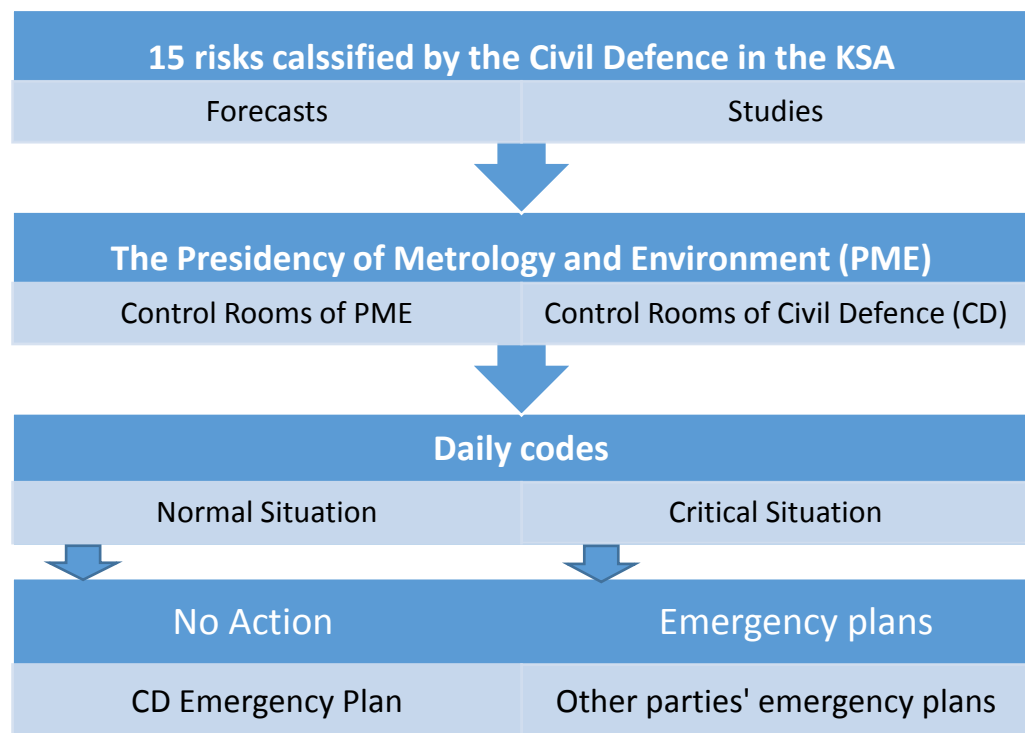 15 risks calssified by the Civil Defence in the KSA
Forecasts
Studies
The Presidency of Metrology and Environment (PME)
Control Rooms of PME
Control Rooms of Civil Defence (CD)
Daily codes
Normal Situation
Critical Situation
No Action
Emergency plans
CD Emergency Plan
Other parties' emergency plans